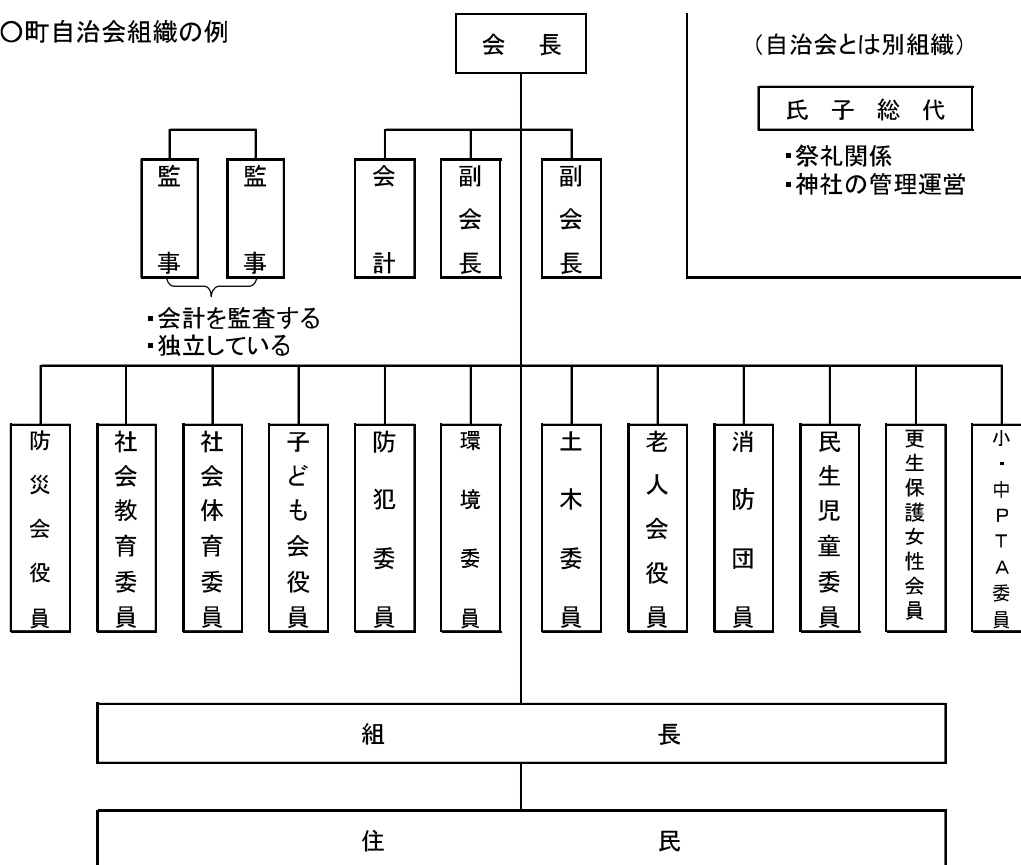 〇町自治会組織の例
会長
(自治会とは別組織)
氏子総代
・祭礼関係
・神社の管理運営
監事
監事
会計
副会長
副会長
・会計を監査する
・独立している
防災会役員
社会教育委員
社会体育委員
子ども会役員
防犯委員
環境委員
土木委員
老人会役員
消防団員
民生児童委員
更生保護女性会員
小・中PTA委員
組長
住民